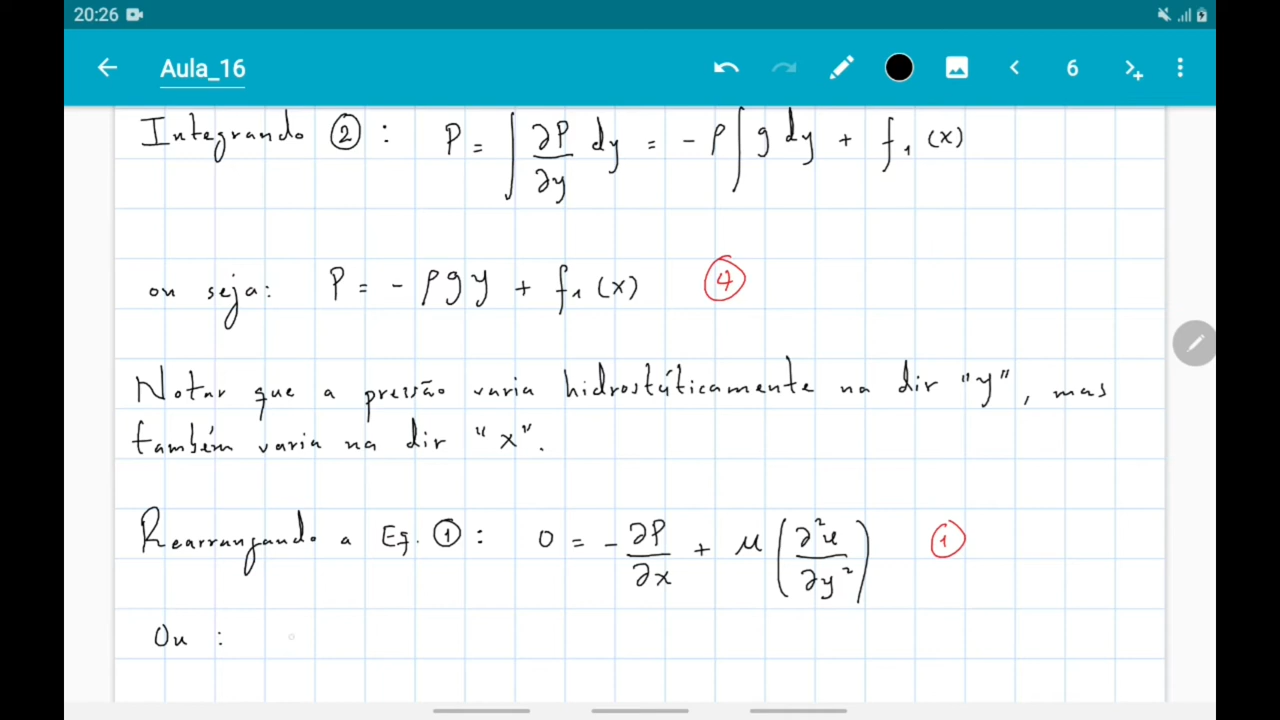 20:26
Aula_16
6
Integrando ②: P = ∫ ∂P/∂y dy = - ρ ∫ g dy + f₁ (x)
ou seja: P = - ρgy + f₁ (x) ④
Notar que a pressão varia hidrostáticamente na dir "y", mas
também varia na dir "x".
Rearranjando a Eq. ①: 0 = - ∂P/∂x + μ (∂²u/∂y²) ①
Ou :